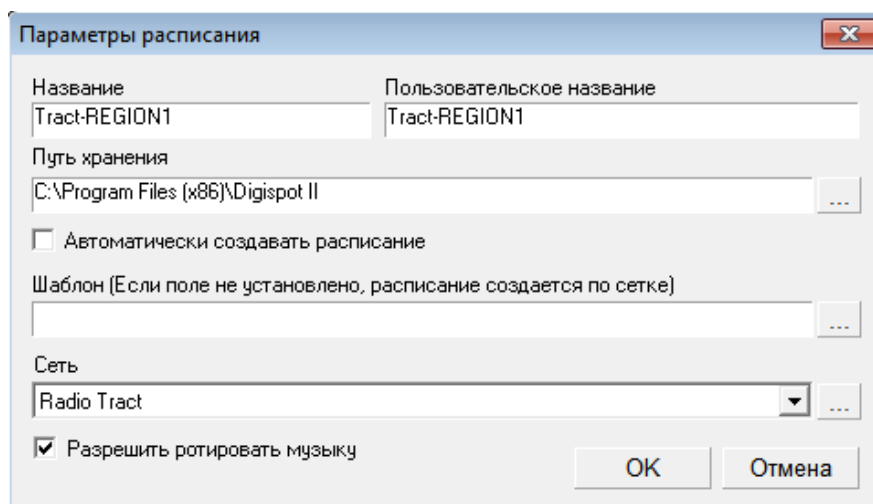 Параметры расписания
Название Пользовательское название
Tract-REGION1 Tract-REGION1
Путь хранения
C:\Program Files (x86)\Digispot II ...
Автоматически создавать расписание
Шаблон (Если поле не установлено, расписание создается по сетке)
...
Сеть
Radio Tract ...
Разрешить ротировать музыку
OK Отмена